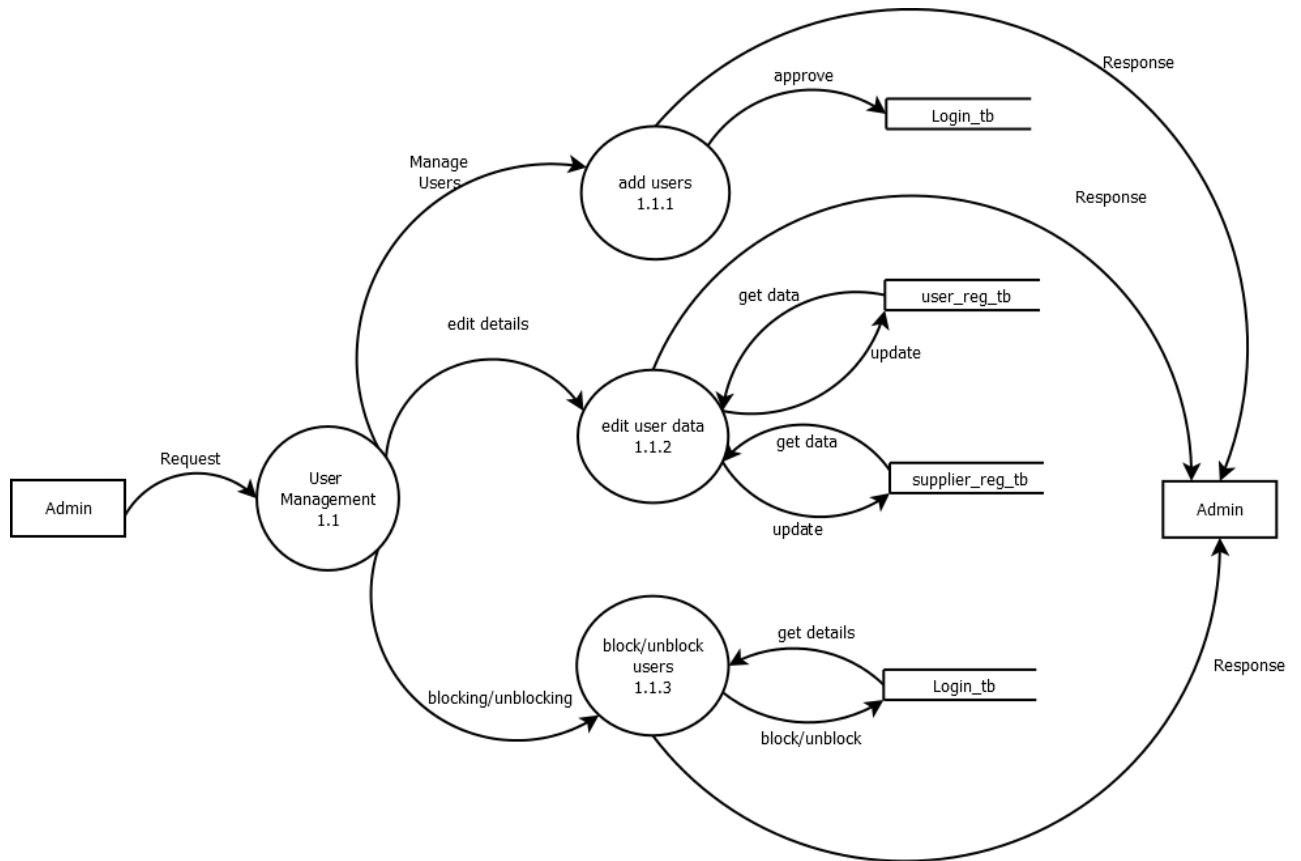 Response
approve
Login_tb
Manage
Users
add users
1.1.1
Response
get data
user_reg_tb
edit details
update
edit user data
1.1.2
get data
supplier_reg_tb
update
Request
User
Management
1.1
Admin
Admin
block/unblock
users
1.1.3
get details
Login_tb
Response
blocking/unblocking
block/unblock